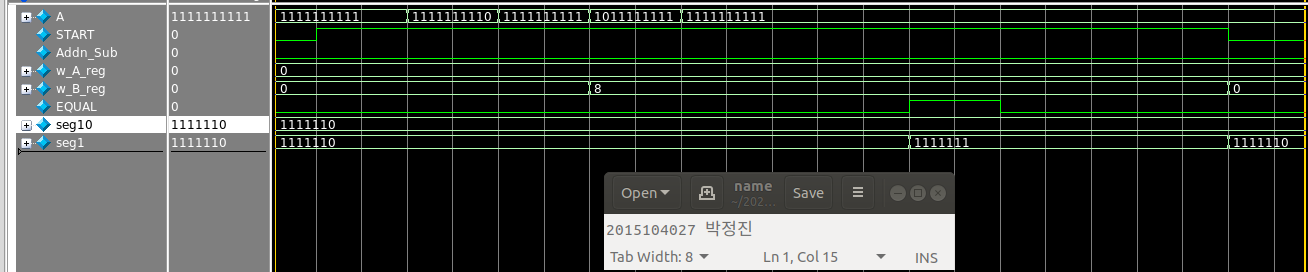 A 1111111111 1111111111 1111111110 1111111111 1011111111 1111111111
START 0
Addn_Sub 0
w_A_reg 0 0
w_B_reg 0 0 8 0
EQUAL 0
seg10 1111110 1111110
seg1 1111110 1111110 1111111 1111110
Open name Save
~/202...
2015104027 박정진
Tab Width: 8 Ln 1, Col 15 INS